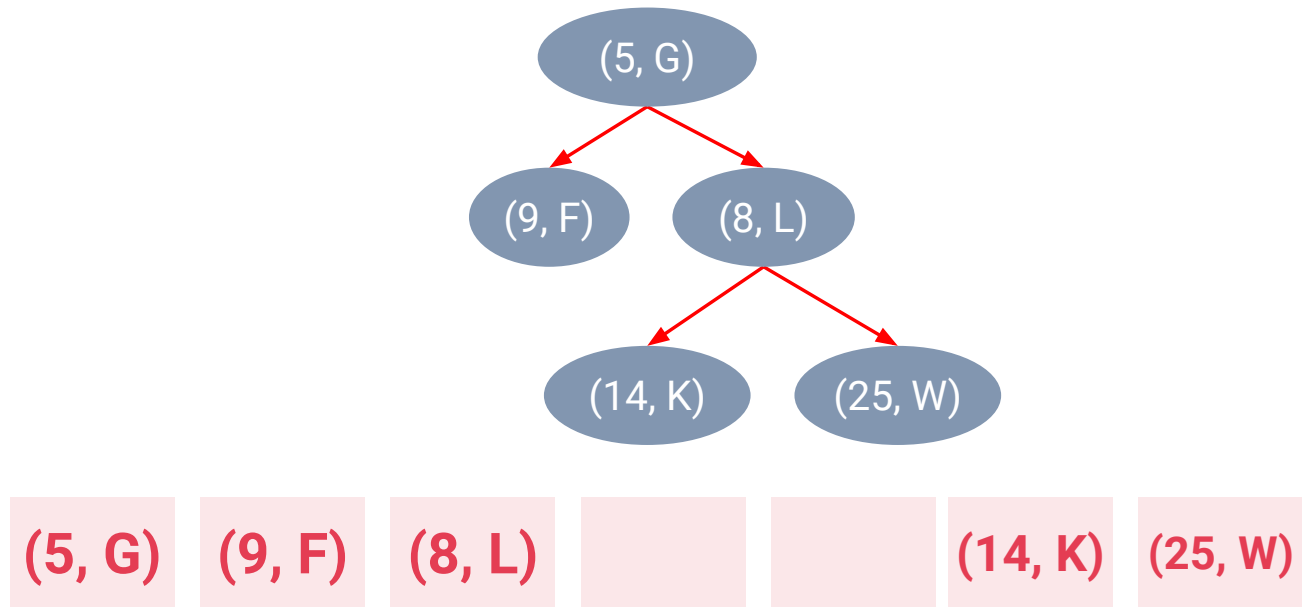 (5, G)
(9, F) (8, L)
(14, K) (25, W)
(5, G) (9, F) (8, L) (14, K) (25, W)